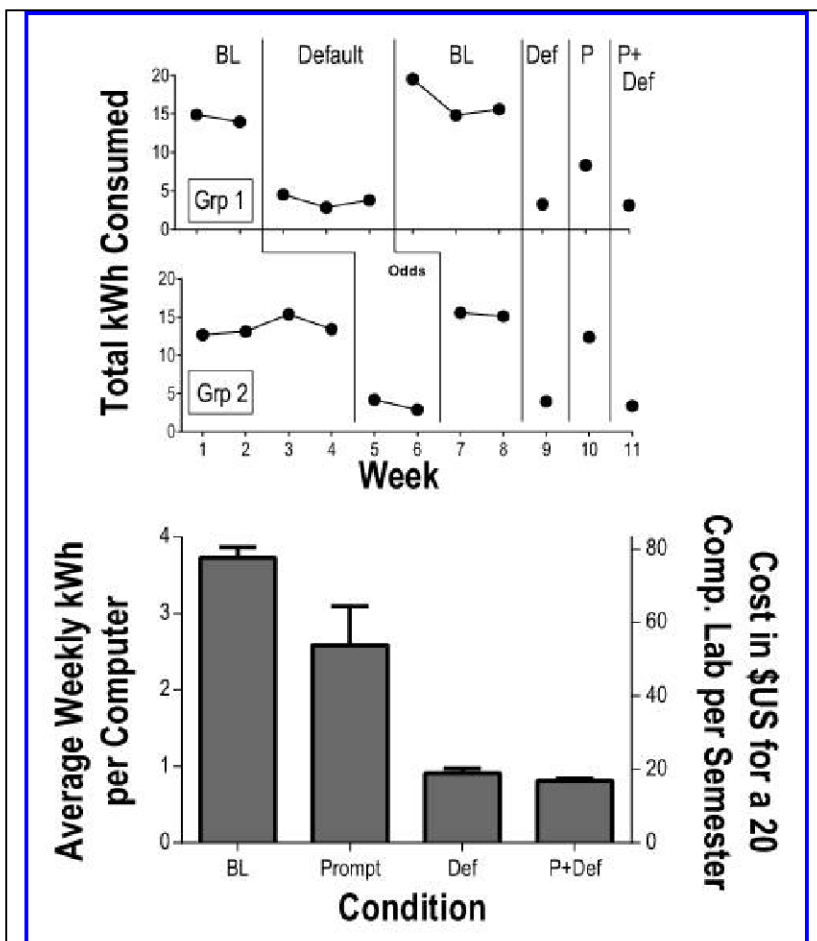 BL Default BL Def P P+
Def
20
15
10
5
0
Grp 1
Total kWh Consumed
Odds
20
15
10
5
0
Grp 2
1 2 3 4 5 6 7 8 9 10 11
Week
4
3
2
1
0
Average Weekly kWh
per Computer
80
60
40
20
0
Cost in $US for a 20
Comp. Lab per Semester
BL Prompt Def P+Def
Condition